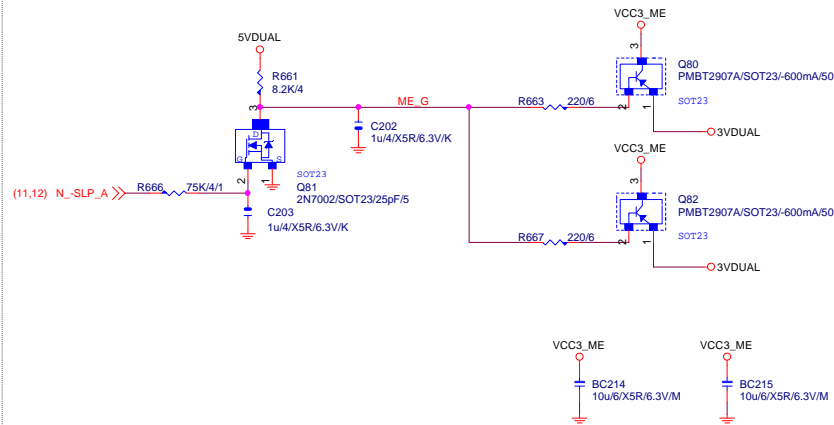 VCC3_ME
5VDUAL
3
Q80
PMBT2907A/SOT23/-600mA/50
R661
8.2K/4
3
ME_G
R663
220/6
2
1
SOT23
C202
1u/4/X5R/6.3V/K
3VDUAL
D
G
S
VCC3_ME
SOT23
2
1
Q81
2N7002/SOT23/25pF/5
3
Q82
PMBT2907A/SOT23/-600mA/50
(11,12) N_-SLP_A
R666
75K/4/1
C203
1u/4/X5R/6.3V/K
R667
220/6
2
1
SOT23
3VDUAL
VCC3_ME
VCC3_ME
BC214
10u/6/X5R/6.3V/M
BC215
10u/6/X5R/6.3V/M